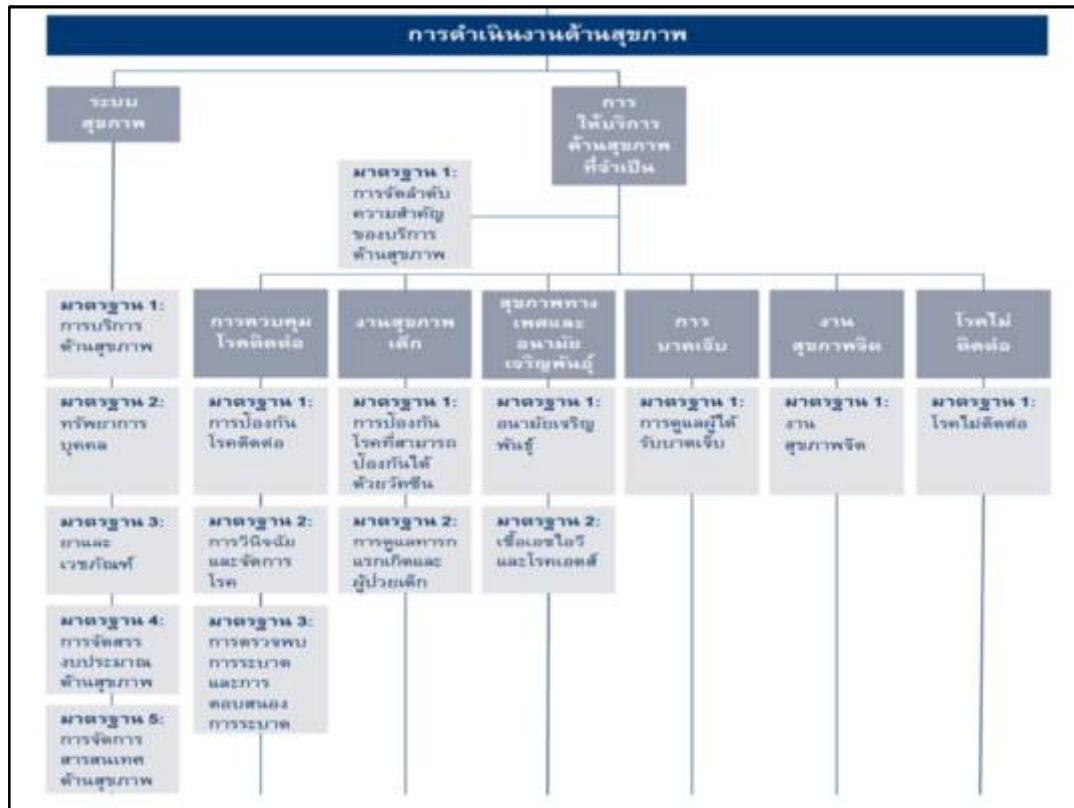 การดำเนินงานด้านสุขภาพ
ระบบ
สุขภาพ
การ
ให้บริการ
ด้านสุขภาพ
ที่จำเป็น
มาตรฐาน 1:
การจัดลำดับ
ความสำคัญ
ของบริการ
ด้านสุขภาพ
มาตรฐาน 1:
การบริการ
ด้านสุขภาพ
มาตรฐาน 2:
ทรัพยาการ
บุคคล
มาตรฐาน 3:
ยาและ
เวชภัณฑ์
มาตรฐาน 4:
การจัดสรร
งบประมาณ
ด้านสุขภาพ
มาตรฐาน 5:
การจัดการ
สารสนเทศ
ด้านสุขภาพ
การควบคุม
โรคติดต่อ
มาตรฐาน 1:
การป้องกัน
โรคติดต่อ
มาตรฐาน 2:
การวินิจฉัย
และจัดการ
โรค
มาตรฐาน 3:
การตรวจพบ
การระบาด
และการ
ตอบสนอง
การระบาด
งานสุขภาพ
เด็ก
มาตรฐาน 1:
การป้องกัน
โรคที่สามารถ
ป้องกันได้
ด้วยวัคซีน
มาตรฐาน 2:
การดูแลทารก
แรกเกิดและ
ผู้ป่วยเด็ก
สุขภาพทาง
เพศและ
อนามัย
เจริญพันธุ์
มาตรฐาน 1:
อนามัยเจริญ
พันธุ์
มาตรฐาน 2:
เชื้อเอชไอวี
และโรคเอดส์
การ
บาดเจ็บ
มาตรฐาน 1:
การดูแลผู้ได้
รับบาดเจ็บ
งาน
สุขภาพจิต
มาตรฐาน 1:
งาน
สุขภาพจิต
โรคไม่
ติดต่อ
มาตรฐาน 1:
โรคไม่ติดต่อ